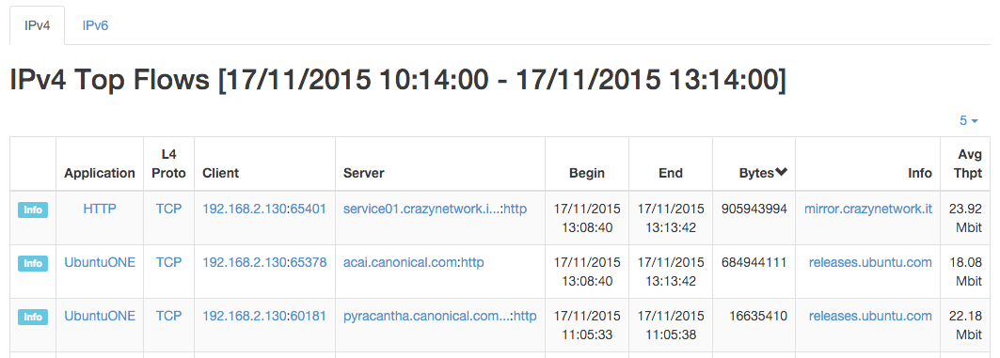 IPv4 IPv6
IPv4 Top Flows [17/11/2015 10:14:00 - 17/11/2015 13:14:00]
5
Application L4 Proto Client Server Begin End Bytes Info Avg Thpt
Info HTTP TCP 192.168.2.130:65401 service01.crazynetwork.i...:http 17/11/2015 13:08:40 17/11/2015 13:13:42 905943994 mirror.crazynetwork.it 23.92 Mbit
Info UbuntuONE TCP 192.168.2.130:65378 acai.canonical.com:http 17/11/2015 13:08:40 17/11/2015 13:13:42 684944111 releases.ubuntu.com 18.08 Mbit
Info UbuntuONE TCP 192.168.2.130:60181 pyracantha.canonical.com...:http 17/11/2015 11:05:33 17/11/2015 11:05:38 16635410 releases.ubuntu.com 22.18 Mbit